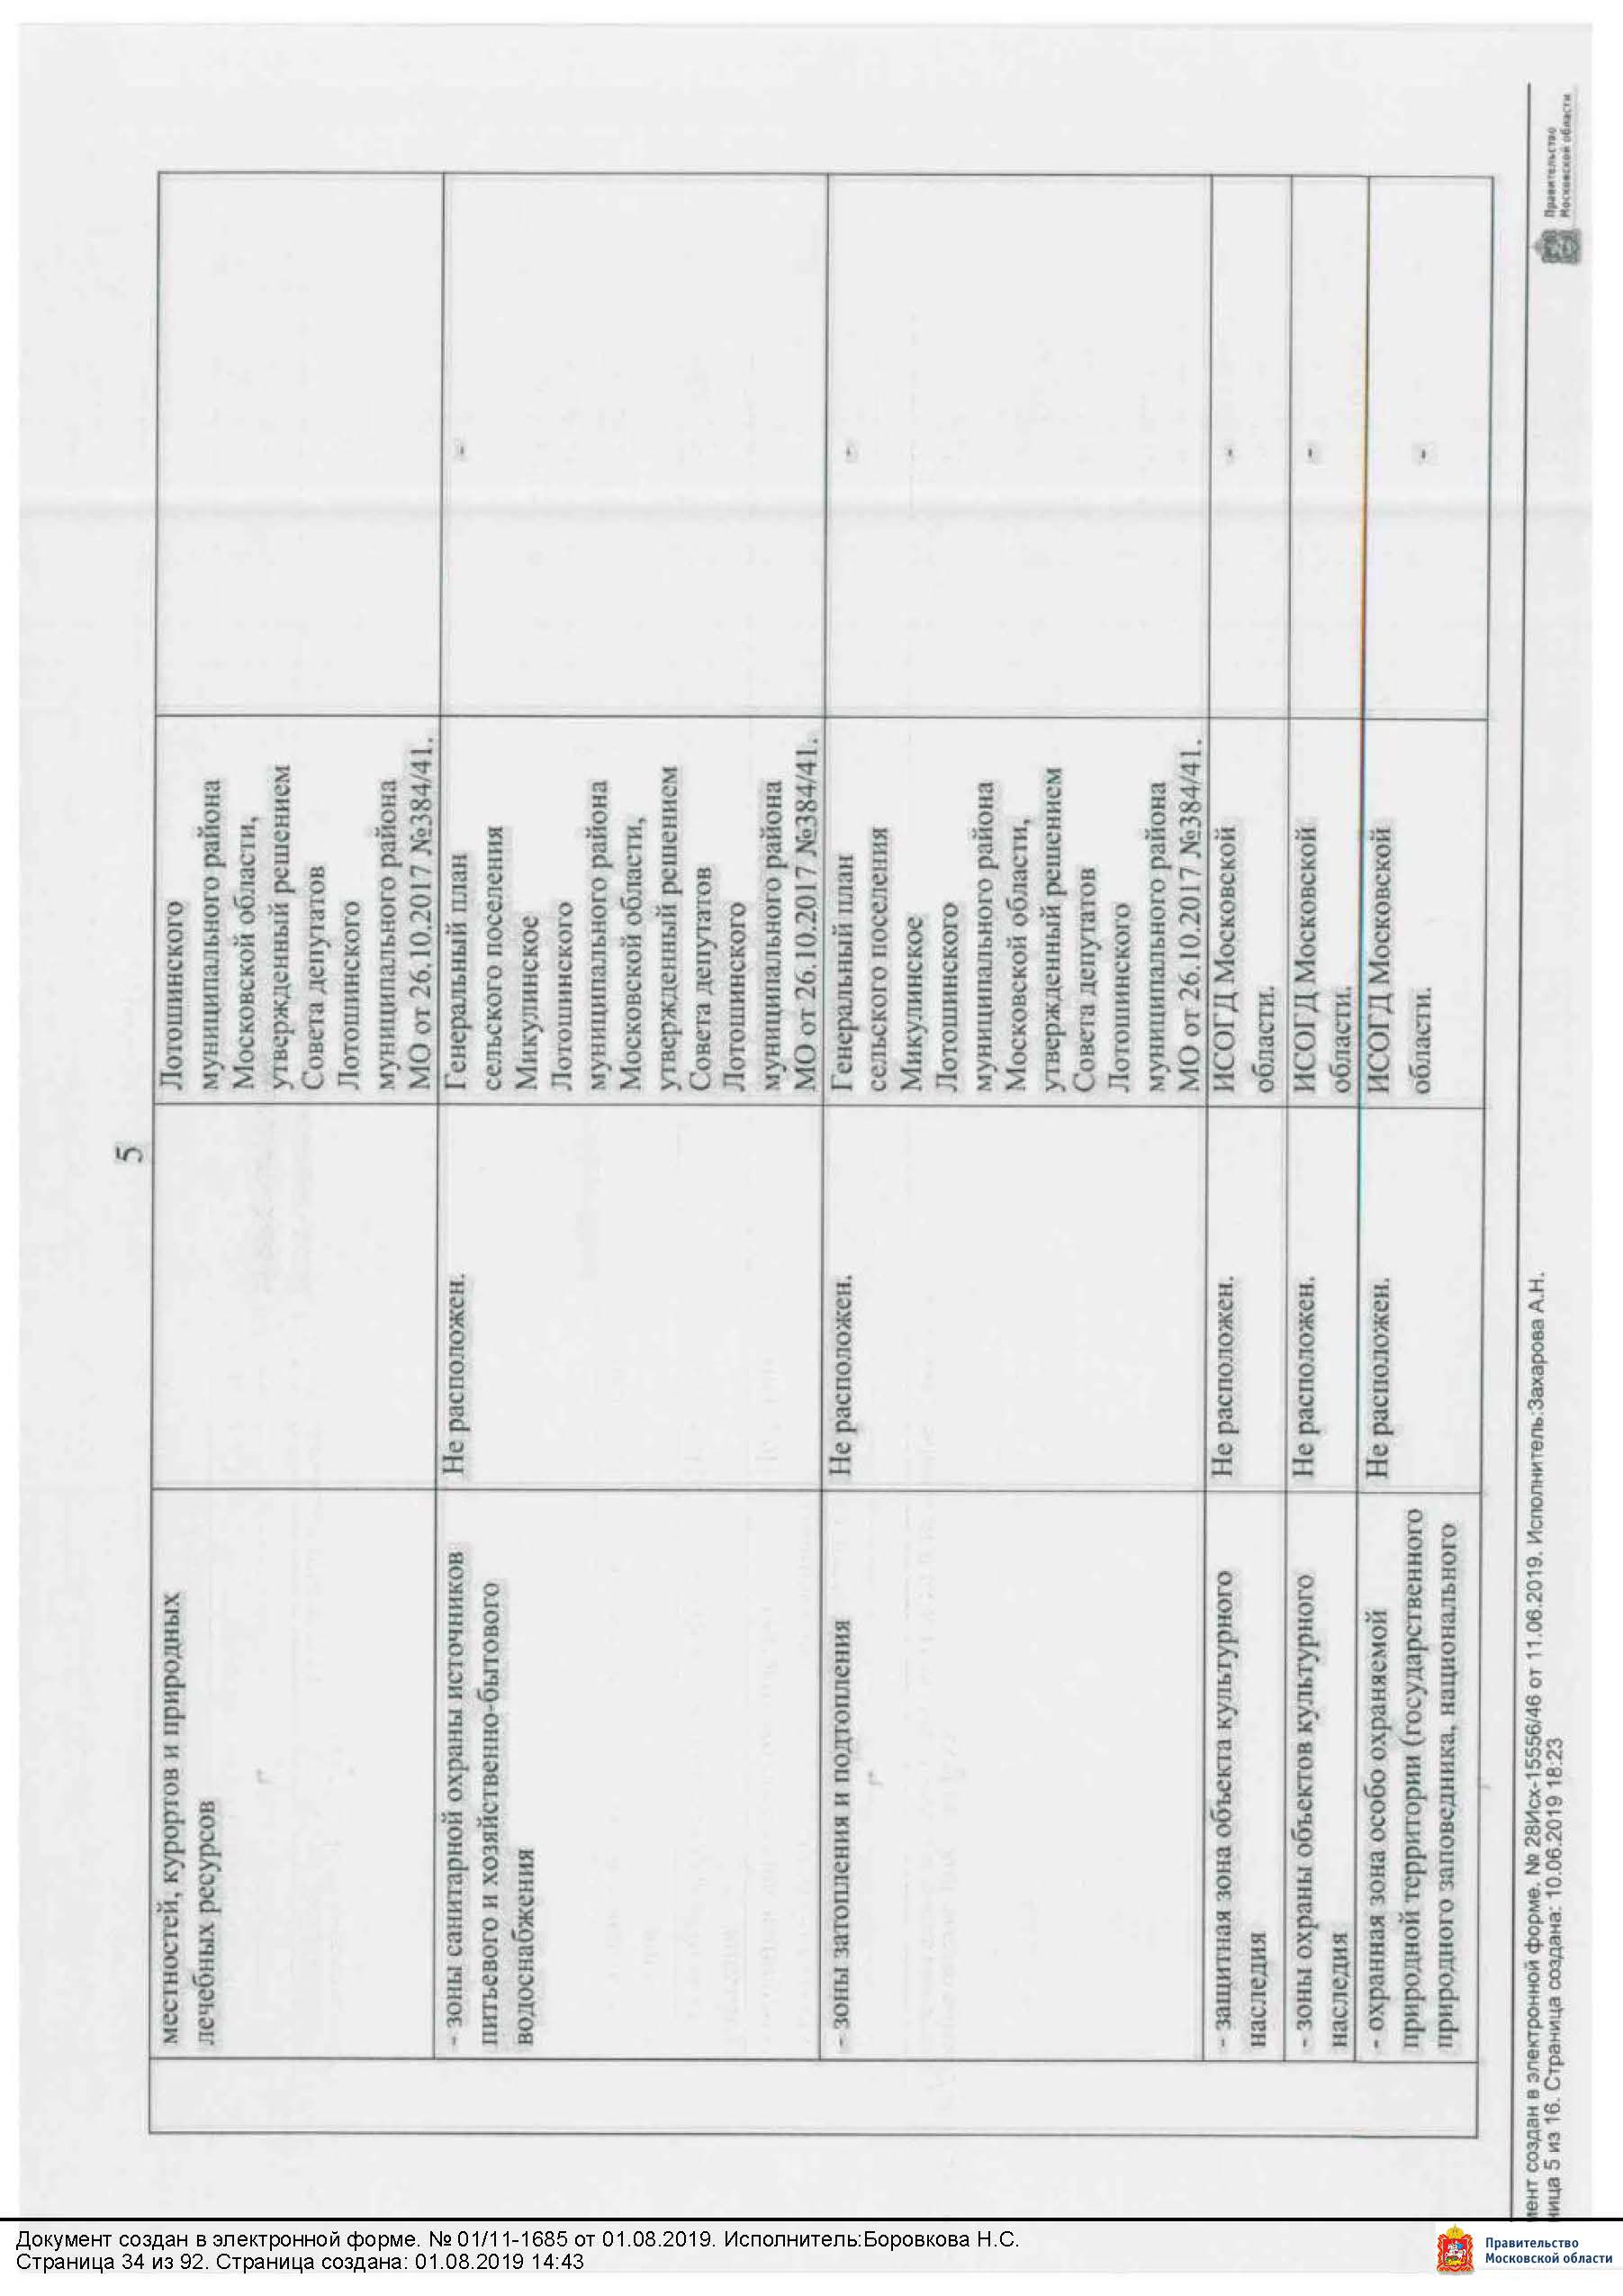 5
местностей, курортов и природных
лечебных ресурсов
Лотошинского
муниципального района
Московской области,
утвержденный решением
Совета депутатов
Лотошинского
муниципального района
МО от 26.10.2017 №384/41.
- зоны санитарной охраны источников
питьевого и хозяйственно-бытового
водоснабжения
Не расположен.
Генеральный план
сельского поселения
Микулинское
Лотошинского
муниципального района
Московской области,
утвержденный решением
Совета депутатов
Лотошинского
муниципального района
МО от 26.10.2017 №384/41.
-
- зоны затопления и подтопления
Не расположен.
Генеральный план
сельского поселения
Микулинское
Лотошинского
муниципального района
Московской области,
утвержденный решением
Совета депутатов
Лотошинского
муниципального района
МО от 26.10.2017 №384/41.
-
- защитная зона объекта культурного
наследия
Не расположен.
ИСОГД Московской
области.
-
- зоны охраны объектов культурного
наследия
Не расположен.
ИСОГД Московской
области.
-
- охранная зона особо охраняемой
природной территории (государственного
природного заповедника, национального
Не расположен.
ИСОГД Московской
области.
-
мент создан в электронной форме. № 28Исх-15556/46 от 11.06.2019. Исполнитель:Захарова А.Н.
ница 5 из 16. Страница создана: 10.06.2019 18:23
Правительство
Московской области
Документ создан в электронной форме. № 01/11-1685 от 01.08.2019. Исполнитель:Боровкова Н.С.
Страница 34 из 92. Страница создана: 01.08.2019 14:43
Правительство
Московской области